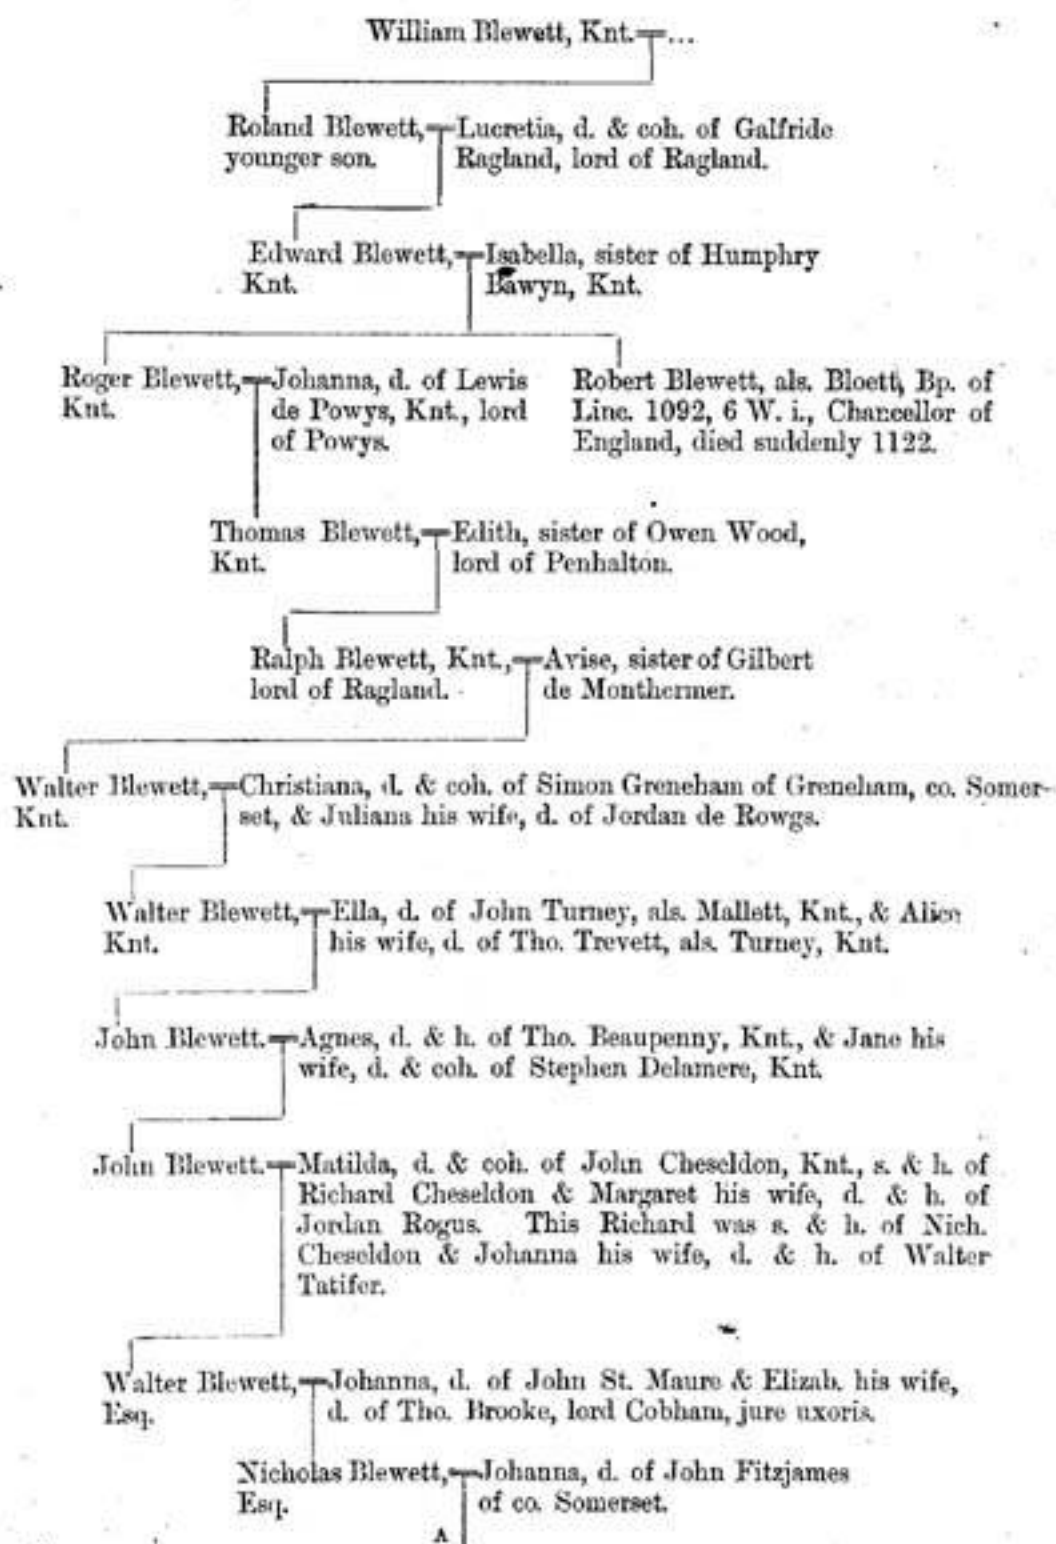 William Blewett, Knt.=...
Roland Blewett,=Lucretia, d. & coh. of Galfride
younger son. Ragland, lord of Ragland.
Edward Blewett,=Isabella, sister of Humphry
Knt. Bawyn, Knt.
Roger Blewett,=Johanna, d. of Lewis
Knt. de Powys, Knt., lord
of Powys.
Robert Blewett, als. Bloett, Bp. of
Linc. 1092, 6 W. i., Chancellor of
England, died suddenly 1122.
Thomas Blewett,=Edith, sister of Owen Wood,
Knt. lord of Penhalton.
Ralph Blewett, Knt.,=Avise, sister of Gilbert
lord of Ragland. de Monthermer.
Walter Blewett,=Christiana, d. & coh. of Simon Greneham of Greneham, co. Somer-
Knt. set, & Juliana his wife, d. of Jordan de Rowgs.
Walter Blewett,=Ella, d. of John Turney, als. Mallett, Knt., & Alice
Knt. his wife, d. of Tho. Trevett, als. Turney, Knt.
John Blewett.=Agnes, d. & h. of Tho. Beaupenny, Knt., & Jane his
wife, d. & coh. of Stephen Delamere, Knt.
John Blewett.=Matilda, d. & coh. of John Cheseldon, Knt., s. & h. of
Richard Cheseldon & Margaret his wife, d. & h. of
Jordan Rogus. This Richard was s. & h. of Nich.
Cheseldon & Johanna his wife, d. & h. of Walter
Tatifer.
Walter Blewett,=Johanna, d. of John St. Maure & Elizab. his wife,
Esq. d. of Tho. Brooke, lord Cobham, jure uxoris.
Nicholas Blewett,=Johanna, d. of John Fitzjames
Esq. of co. Somerset.
A